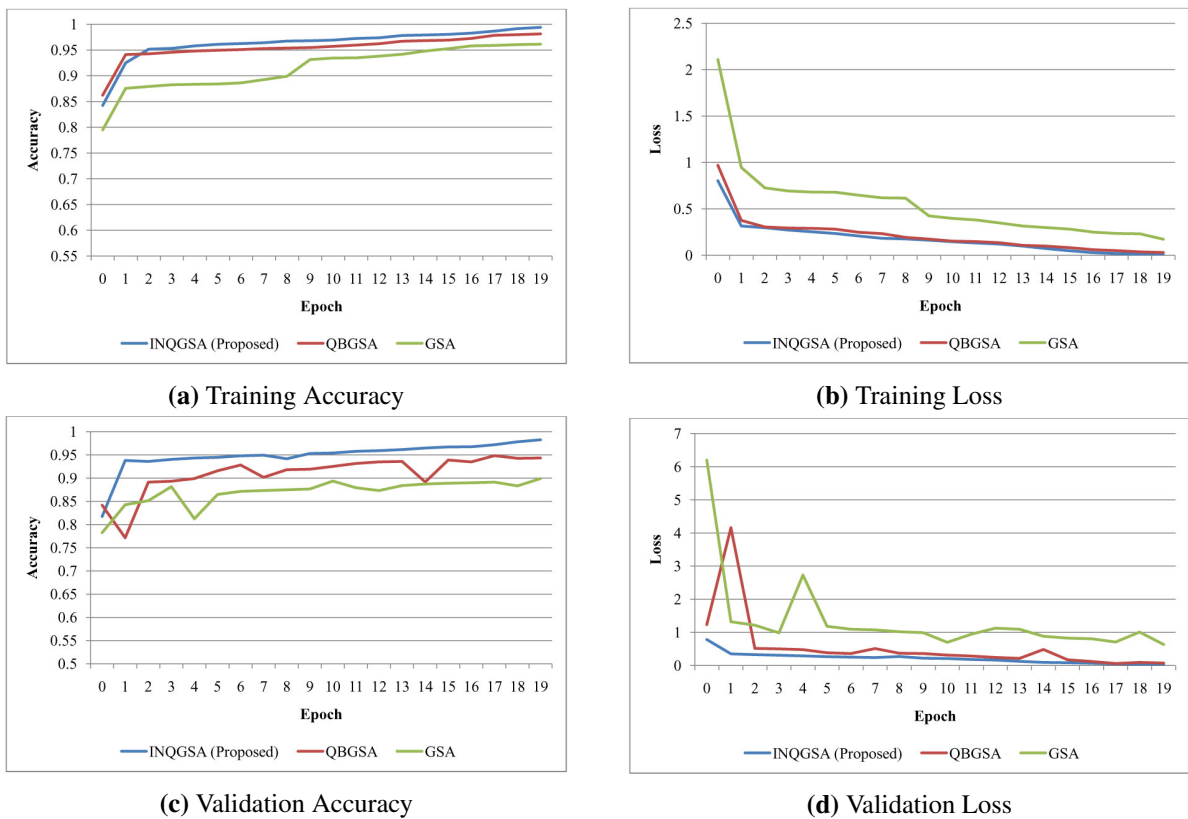 1
0.95
0.9
0.85
0.8
0.75
0.7
0.65
0.6
0.55
Accuracy
0 1 2 3 4 5 6 7 8 9 10 11 12 13 14 15 16 17 18 19
Epoch
INQGSA (Proposed) QBGSA GSA
(a) Training Accuracy
2.5
2
1.5
1
0.5
0
Loss
0 1 2 3 4 5 6 7 8 9 10 11 12 13 14 15 16 17 18 19
Epoch
INQGSA (Proposed) QBGSA GSA
(b) Training Loss
1
0.95
0.9
0.85
0.8
0.75
0.7
0.65
0.6
0.55
0.5
Accuracy
0 1 2 3 4 5 6 7 8 9 10 11 12 13 14 15 16 17 18 19
Epoch
INQGSA (Proposed) QBGSA GSA
(c) Validation Accuracy
7
6
5
4
3
2
1
0
Loss
0 1 2 3 4 5 6 7 8 9 10 11 12 13 14 15 16 17 18 19
Epoch
INQGSA (Proposed) QBGSA GSA
(d) Validation Loss